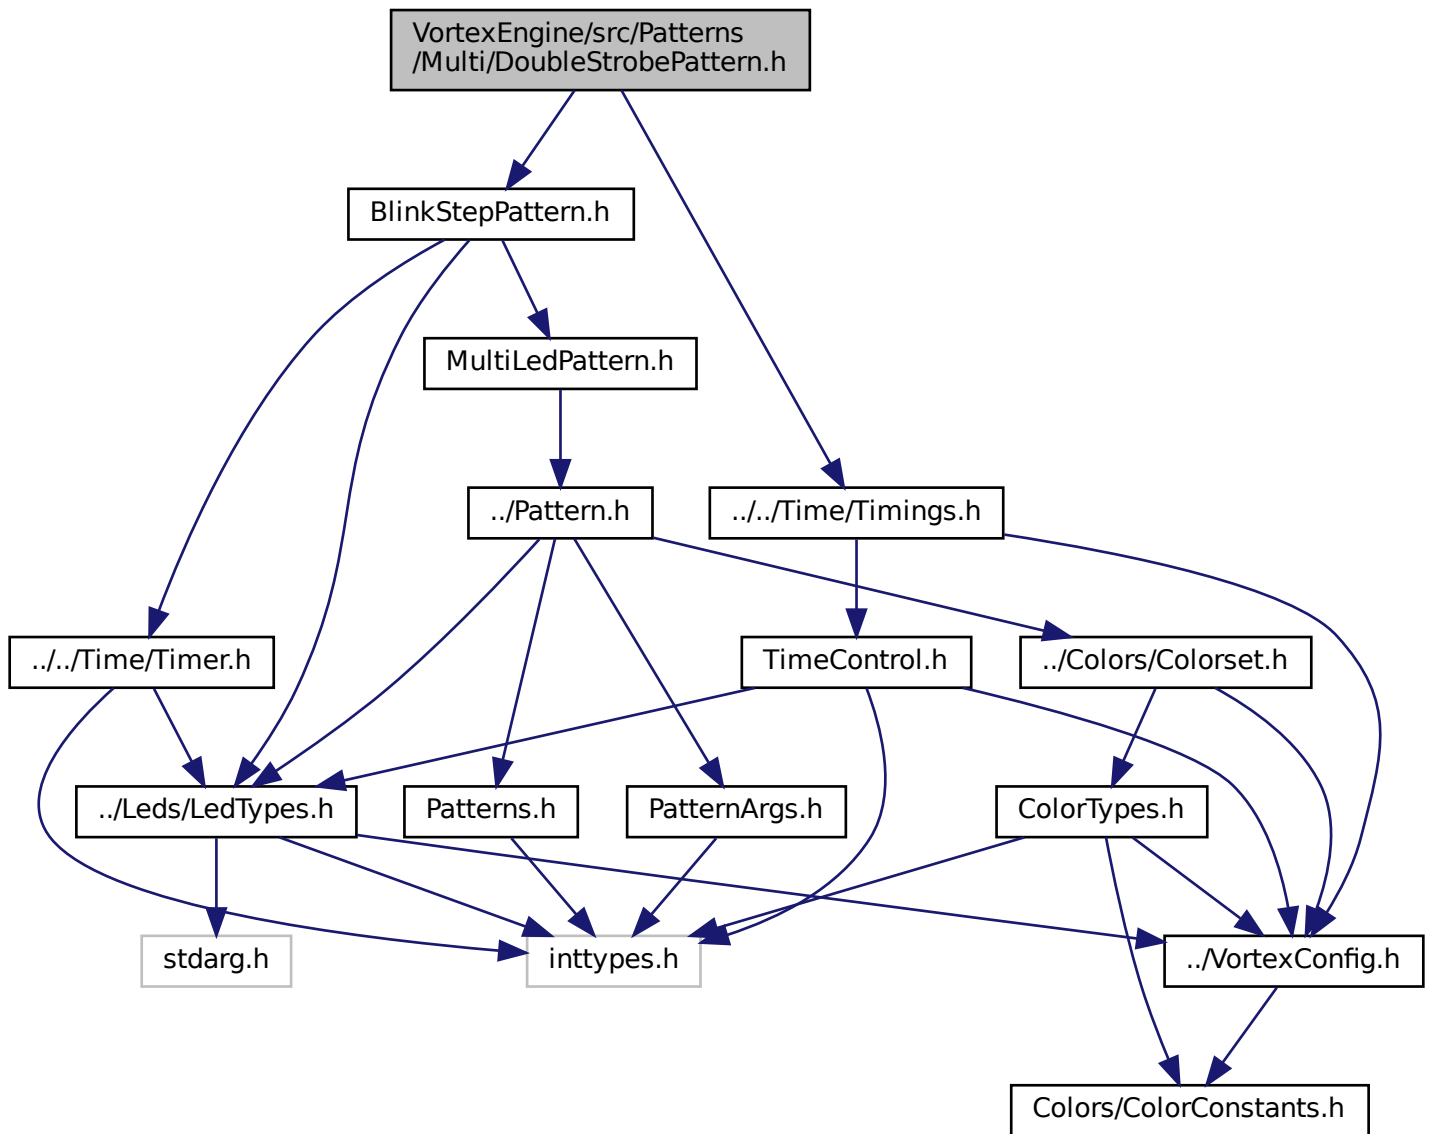 VortexEngine/src/Patterns
/Multi/DoubleStrobePattern.h
BlinkStepPattern.h
MultiLedPattern.h
../Pattern.h
../../Time/Timings.h
../../Time/Timer.h
TimeControl.h
../Colors/Colorset.h
../Leds/LedTypes.h
Patterns.h
PatternArgs.h
ColorTypes.h
stdarg.h
inttypes.h
../VortexConfig.h
Colors/ColorConstants.h